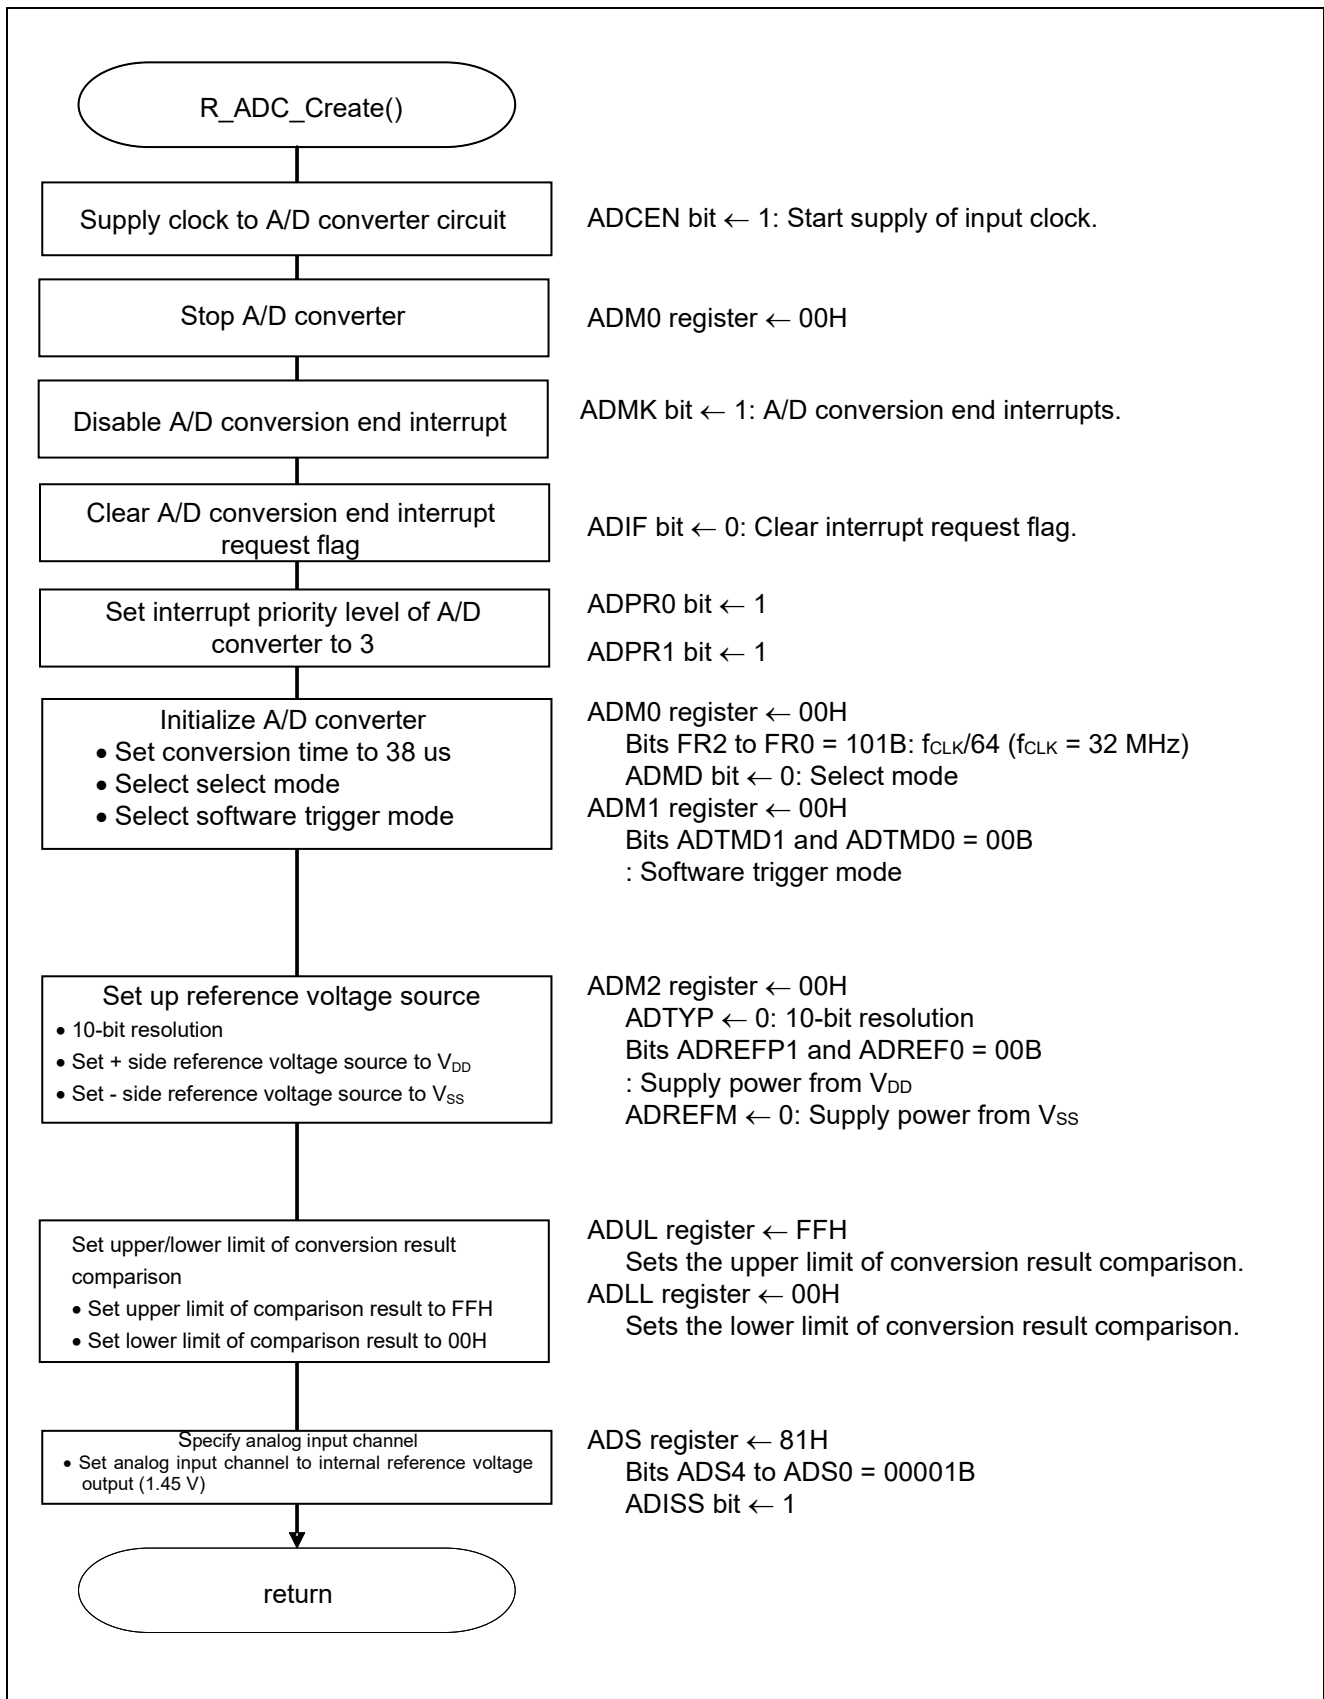 R_ADC_Create()
Supply clock to A/D converter circuit
ADCEN bit ← 1: Start supply of input clock.
Stop A/D converter
ADM0 register ← 00H
Disable A/D conversion end interrupt
ADMK bit ← 1: A/D conversion end interrupts.
Clear A/D conversion end interrupt
request flag
ADIF bit ← 0: Clear interrupt request flag.
Set interrupt priority level of A/D
converter to 3
ADPR0 bit ← 1
ADPR1 bit ← 1
Initialize A/D converter
• Set conversion time to 38 us
• Select select mode
• Select software trigger mode
ADM0 register ← 00H
Bits FR2 to FR0 = 101B: fCLK/64 (fCLK = 32 MHz)
ADMD bit ← 0: Select mode
ADM1 register ← 00H
Bits ADTMD1 and ADTMD0 = 00B
: Software trigger mode
Set up reference voltage source
• 10-bit resolution
• Set + side reference voltage source to VDD
• Set - side reference voltage source to VSS
ADM2 register ← 00H
ADTYP ← 0: 10-bit resolution
Bits ADREFP1 and ADREF0 = 00B
: Supply power from VDD
ADREFM ← 0: Supply power from VSS
Set upper/lower limit of conversion result
comparison
• Set upper limit of comparison result to FFH
• Set lower limit of comparison result to 00H
ADUL register ← FFH
Sets the upper limit of conversion result comparison.
ADLL register ← 00H
Sets the lower limit of conversion result comparison.
Specify analog input channel
• Set analog input channel to internal reference voltage
output (1.45 V)
ADS register ← 81H
Bits ADS4 to ADS0 = 00001B
ADISS bit ← 1
return